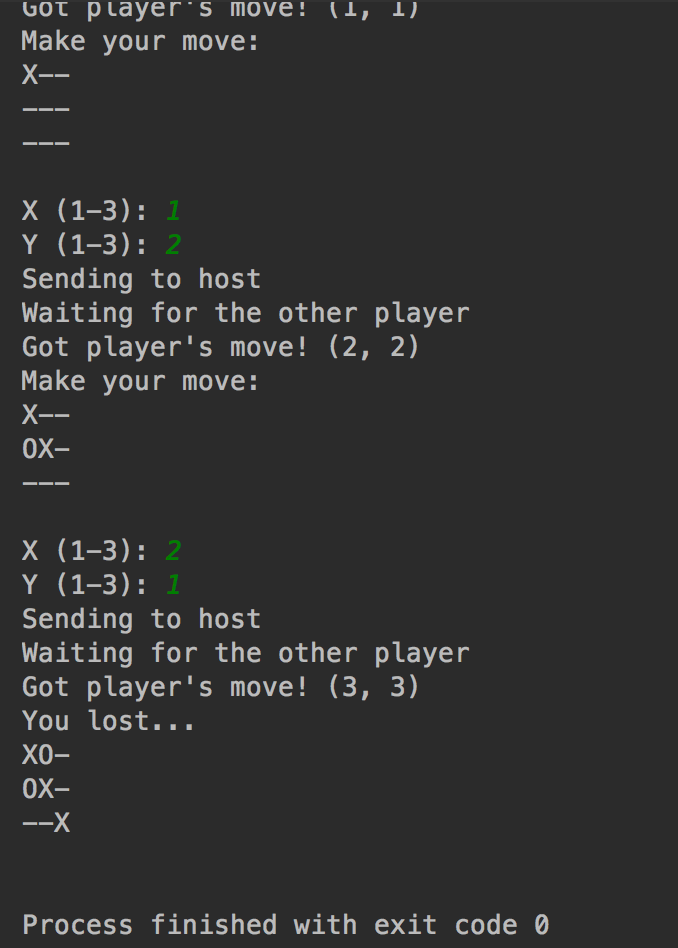 Got player's move! (1, 1)
Make your move:
X--
---
---
X (1-3): 1
Y (1-3): 2
Sending to host
Waiting for the other player
Got player's move! (2, 2)
Make your move:
X--
OX-
---
X (1-3): 2
Y (1-3): 1
Sending to host
Waiting for the other player
Got player's move! (3, 3)
You lost...
XO-
OX-
--X
Process finished with exit code 0